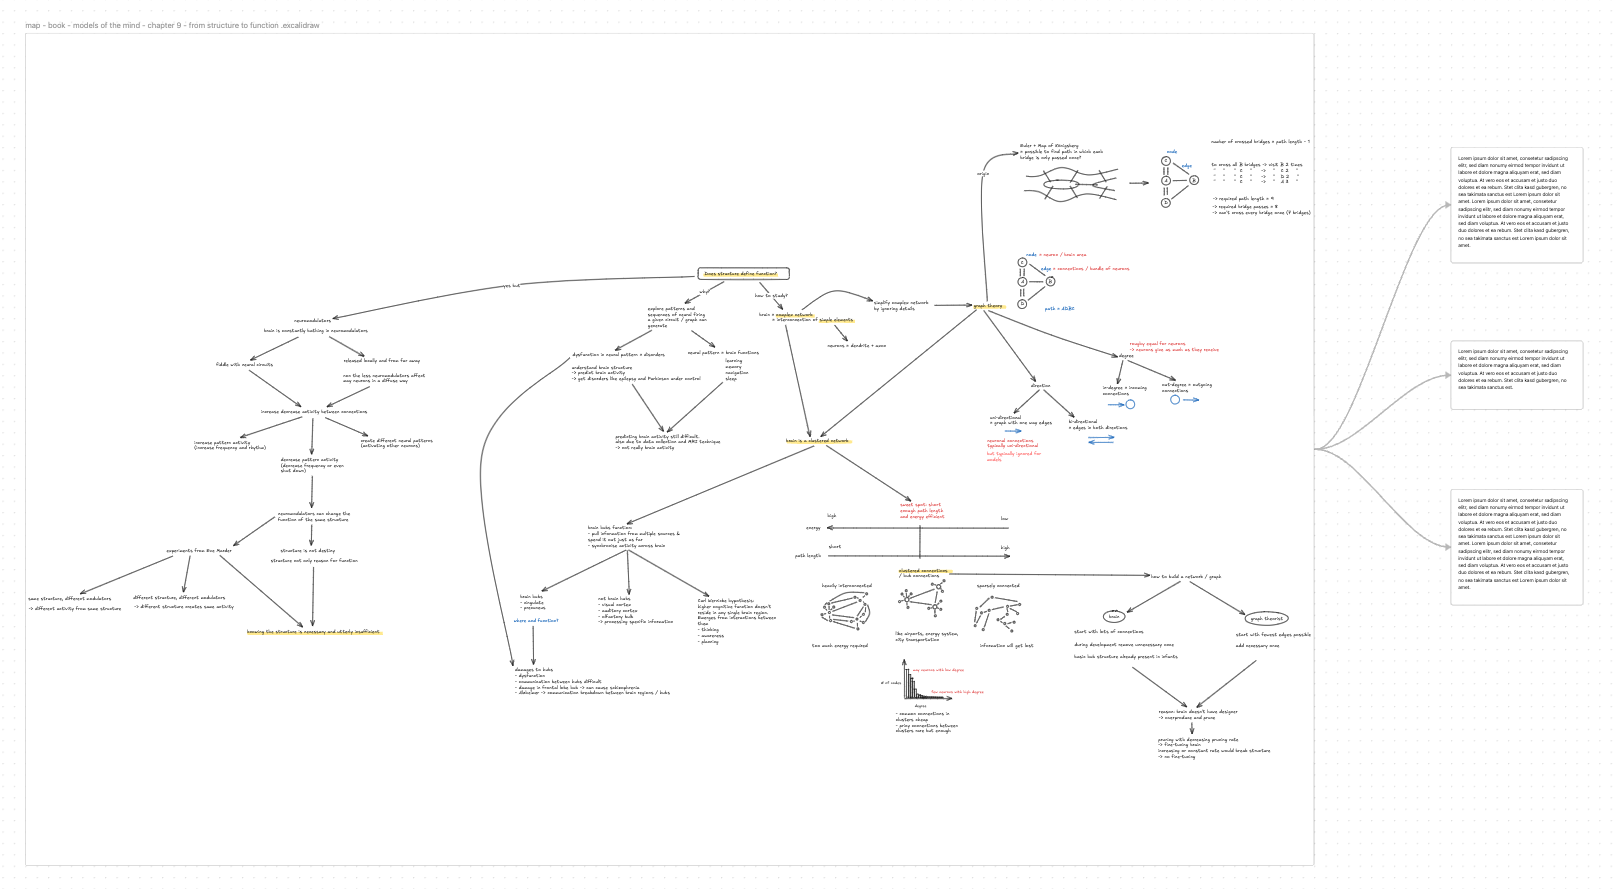 map - book - models of the mind - chapter 9 - from structure to function .excalidraw
Does structure define function?
yes but
why?
how to study?
neuromodulators
brain is constantly bathing in neuromodulators
fiddle with neural circuits
released locally and from far away
non the less neuromodulators affect
way neurons in a diffuse way
increase decrease activity between connections
increase pattern activity
(increase frequency and rhythm)
decrease pattern activity
(decrease frequency or even
shut down)
create different neural patterns
(activating other neurons)
neuromodulators can change the
function of the same structure
experiments from Eve Marder
structure is not destiny
structure not only reason for function
same structure, different modulators
-> different activity from same structure
different structure, different modulators
-> different structure creates same activity
knowing the structure is necessary and utterly insufficient
explore patterns and
sequences of neural firing
a given circuit / graph can
generate
dysfunction in neural pattern = disorders
understand brain structure
-> predict brain activity
-> get disorders like epilepsy and Parkinson under control
neural pattern = brain functions
learning
memory
navigation
sleep
predicting brain activity still difficult.
also due to data collection and MRI technique
-> not really brain activity
brain = complex network
= interconnection of simple elements
neurons = dendrite + axon
simplify complex network
by ignoring details
graph theory
origin
Euler + Map of Königsberg
= possible to find path in which each
bridge is only passed once?
node
edge
C
A
B
D
number of crossed bridges = path length - 1
to cross all B bridges -> visit B 2 times
" " " C " -> " C 2 "
" " " D " -> " D 2 "
" " " A " -> " A 3 "
-> required path length = 9
-> required bridge passes = 8
-> can't cross every bridge once (7 bridges)
node = neuron / brain area
edge = connections / bundle of neurons
C
A
B
D
path = ADBC
roughly equal for neurons
-> neurons give as much as they receive
degree
in-degree = incoming
connections
out-degree = outgoing
connections
direction
uni-directional
= graph with one way edges
neuronal connections
typically uni-directional
but typically ignored for
models
bi-directional
= edges in both directions
brain is a clustered network
sweet spot: short
enough path length
and energy efficient
high
low
energy
short
high
path length
brain hubs function:
- pull information from multiple sources &
spend it out just as far
- synchronise activity across brain
brain hubs
- cingulate
- precuneus
where and function?
not brain hubs
- visual cortex
- auditory cortex
- olfactory bulb
-> processing specific information
Carl Wernicke hypothesis:
higher cognitive function doesn't
reside in any single brain region.
Emerges from interactions between
them
- thinking
- awareness
- planning
damages to hubs
- dysfunction
- communication between hubs difficult
- damage in frontal lobe hub -> can cause schizophrenia
- alzheimer -> communication breakdown between brain regions / hubs
clustered connections
/ hub connections
heavily interconnected
sparsely connected
too much energy required
like airports, energy system,
city transportation
information will get lost
# of nodes
many neurons with low degree
few neurons with high degree
degree
- common connections in
clusters cheap
- pricy connections between
clusters rare but enough
how to build a network / graph
brain
start with lots of connections
during development remove unnecessary ones
basic hub structure already present in infants
graph theorist
start with fewest edges possible
add necessary ones
reason: brain doesn't have designer
-> overproduce and prune
pruning with decreasing pruning rate
-> fine-tuning brain
increasing or constant rate would break structure
-> no fine-tuning
Lorem ipsum dolor sit amet, consetetur sadipscing
elitr, sed diam nonumy eirmod tempor invidunt ut
labore et dolore magna aliquyam erat, sed diam
voluptua. At vero eos et accusam et justo duo
dolores et ea rebum. Stet clita kasd gubergren, no
sea takimata sanctus est Lorem ipsum dolor sit
amet. Lorem ipsum dolor sit amet, consetetur
sadipscing elitr, sed diam nonumy eirmod tempor
invidunt ut labore et dolore magna aliquyam erat,
sed diam voluptua. At vero eos et accusam et justo
duo dolores et ea rebum. Stet clita kasd gubergren,
no sea takimata sanctus est Lorem ipsum dolor sit
amet.
Lorem ipsum dolor sit amet, consetetur sadipscing
elitr, sed diam nonumy eirmod tempor invidunt ut
labore et dolore magna aliquyam erat, sed diam
voluptua. At vero eos et accusam et justo duo
dolores et ea rebum. Stet clita kasd gubergren, no
sea takimata sanctus est.
Lorem ipsum dolor sit amet, consetetur sadipscing
elitr, sed diam nonumy eirmod tempor invidunt ut
labore et dolore magna aliquyam erat, sed diam
voluptua. At vero eos et accusam et justo duo
dolores et ea rebum. Stet clita kasd gubergren, no
sea takimata sanctus est Lorem ipsum dolor sit
amet. Lorem ipsum dolor sit amet, consetetur
sadipscing elitr, sed diam nonumy eirmod tempor
invidunt ut labore et dolore magna aliquyam erat,
sed diam voluptua. At vero eos et accusam et justo
duo dolores et ea rebum. Stet clita kasd gubergren,
no sea takimata sanctus est Lorem ipsum dolor sit
amet.